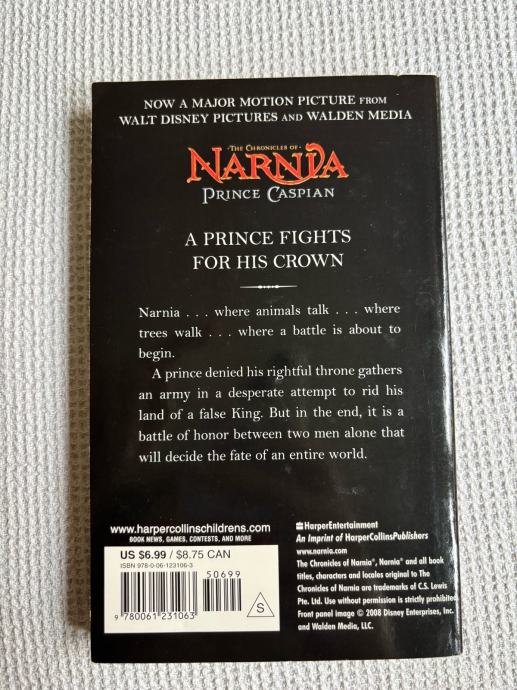 NOW A MAJOR MOTION PICTURE FROM
WALT DISNEY PICTURES AND WALDEN MEDIA
THE CHRONICLES OF
NARNIA
PRINCE CASPIAN
A PRINCE FIGHTS
FOR HIS CROWN
Narnia . . . where animals talk . . . where
trees walk . . . where a battle is about to
begin.
A prince denied his rightful throne gathers
an army in a desperate attempt to rid his
land of a false King. But in the end, it is a
battle of honor between two men alone that
will decide the fate of an entire world.
www.harpercollinschildrens.com
BOOK NEWS, GAMES, CONTESTS, AND MORE
US $6.99 / $8.75 CAN
ISBN 978-0-06-123106-3
50699
9 780061 231063
S
HarperEntertainment
An Imprint of HarperCollinsPublishers
www.narnia.com
The Chronicles of Narnia®, Narnia® and all book
titles, characters and locales original to The
Chronicles of Narnia are trademarks of C.S. Lewis
Pte. Ltd. Use without permission is strictly prohibited.
Front panel image © 2008 Disney Enterprises, Inc.
and Walden Media, LLC.